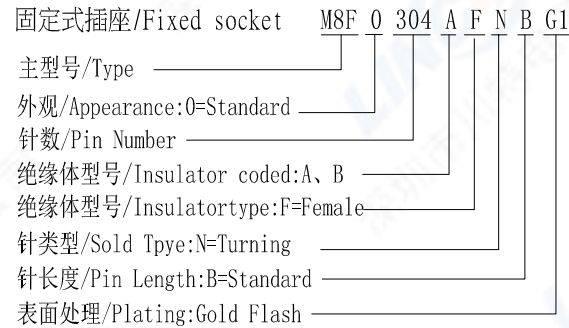 固定式插座/Fixed socket M8F 0 304 A F N B G1
主型号/Type
外观/Appearance:0=Standard
针数/Pin Number
绝缘体型号/Insulator coded:A、B
绝缘体型号/Insulatortype:F=Female
针类型/Sold Tpye:N=Turning
针长度/Pin Length:B=Standard
表面处理/Plating:Gold Flash